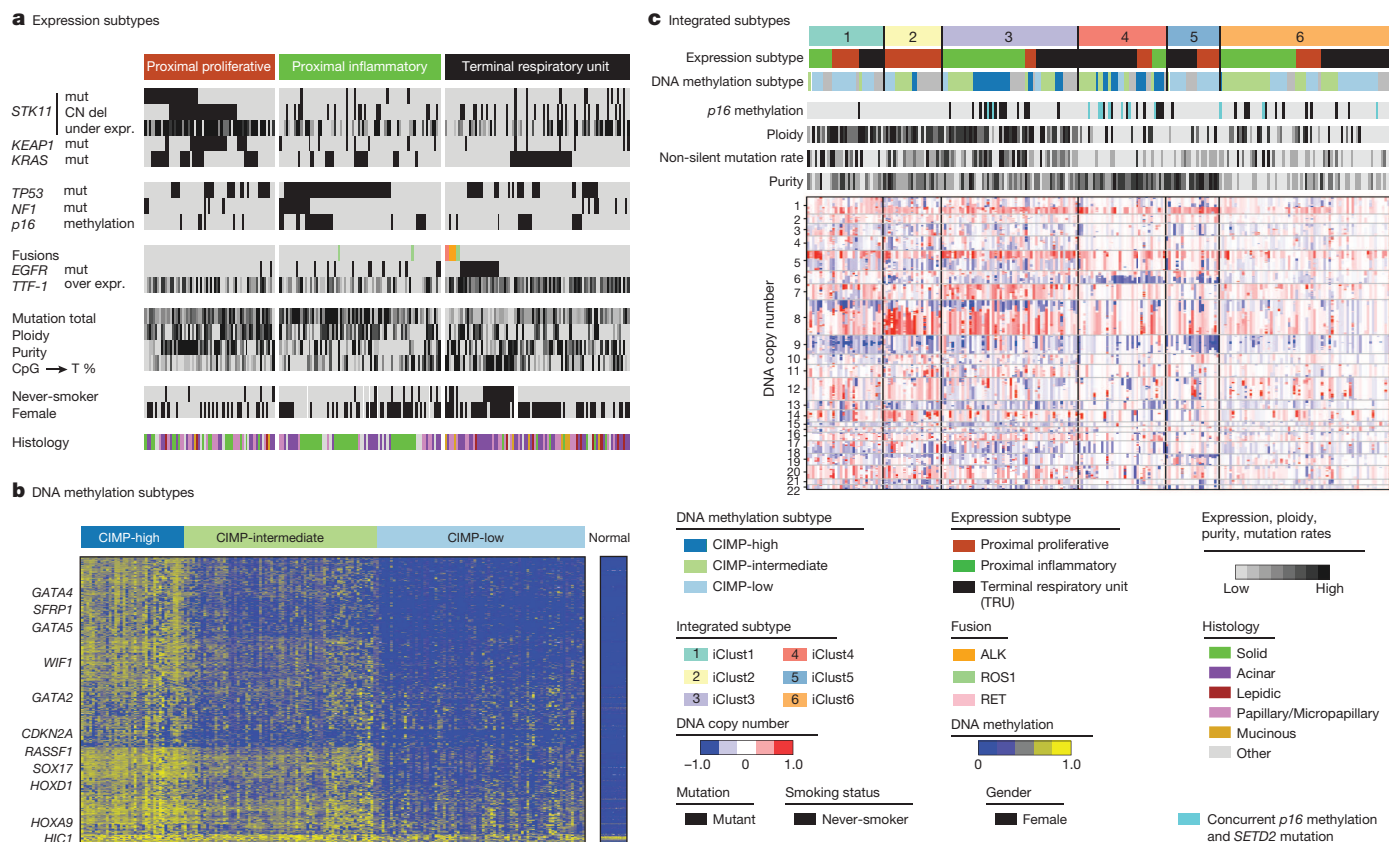 a Expression subtypes
Proximal proliferative
Proximal inflammatory
Terminal respiratory unit
STK11
mut
CN del
under expr.
KEAP1 mut
KRAS mut
TP53 mut
NF1 mut
p16 methylation
Fusions
EGFR mut
TTF-1 over expr.
Mutation total
Ploidy
Purity
CpG → T %
Never-smoker
Female
Histology
b DNA methylation subtypes
CIMP-high
CIMP-intermediate
CIMP-low
Normal
GATA4
SFRP1
GATA5
WIF1
GATA2
CDKN2A
RASSF1
SOX17
HOXD1
HOXA9
HIC1
c Integrated subtypes
1 2 3 4 5 6
Expression subtype
DNA methylation subtype
p16 methylation
Ploidy
Non-silent mutation rate
Purity
DNA copy number
1
2
3
4
5
6
7
8
9
10
11
12
13
14
15
16
17
18
19
20
21
22
DNA methylation subtype
CIMP-high
CIMP-intermediate
CIMP-low
Integrated subtype
1 iClust1
4 iClust4
2 iClust2
5 iClust5
3 iClust3
6 iClust6
DNA copy number
−1.0 0 1.0
Mutation
Mutant
Smoking status
Never-smoker
Expression subtype
Proximal proliferative
Proximal inflammatory
Terminal respiratory unit
(TRU)
Fusion
ALK
ROS1
RET
DNA methylation
0 1.0
Gender
Female
Expression, ploidy,
purity, mutation rates
Low High
Histology
Solid
Acinar
Lepidic
Papillary/Micropapillary
Mucinous
Other
Concurrent p16 methylation
and SETD2 mutation